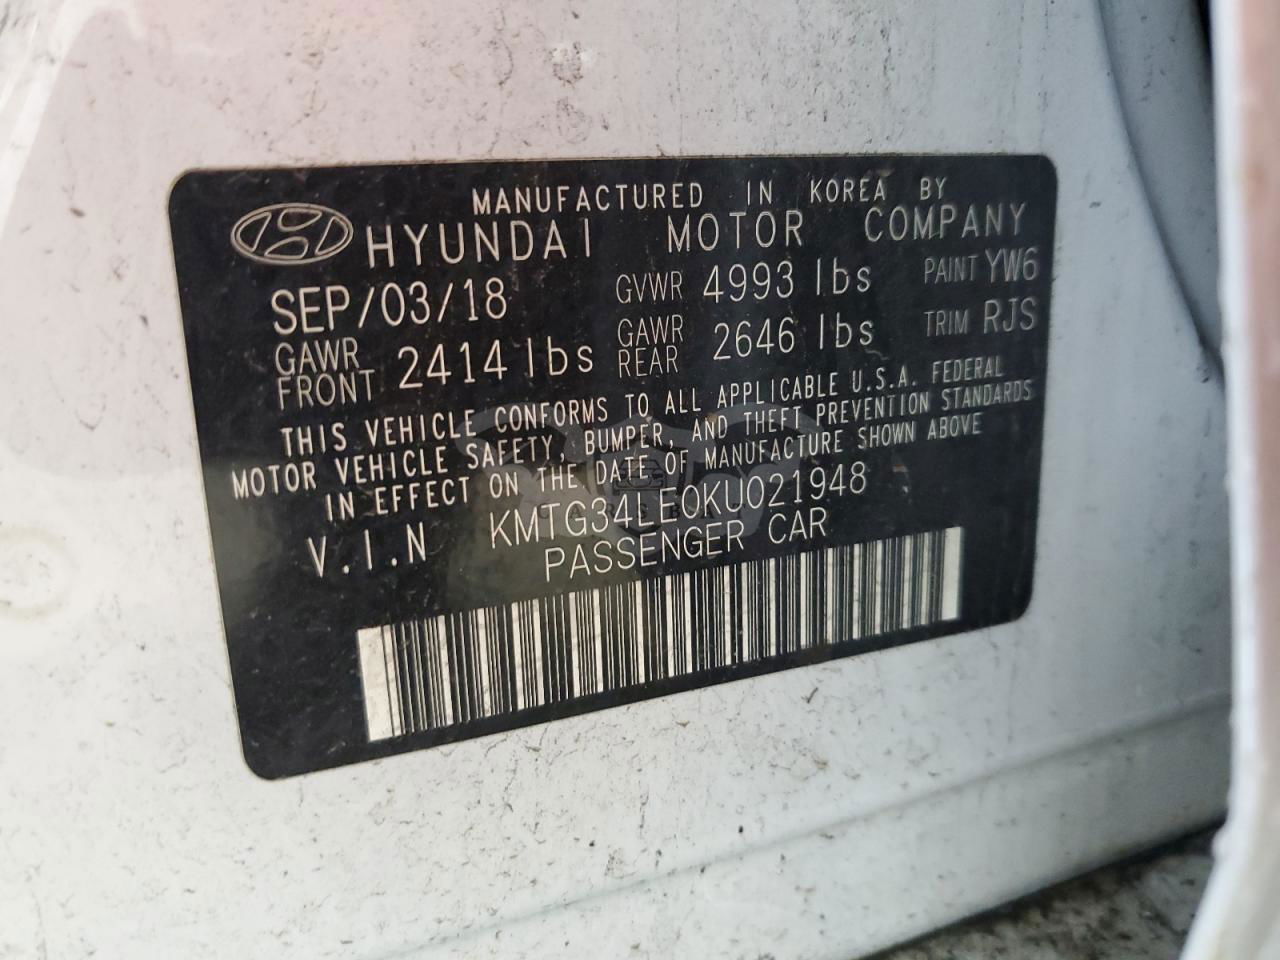 MANUFACTURED IN KOREA BY
HYUNDAI MOTOR COMPANY
SEP/03/18 GVWR 4993 lbs PAINT YW6
GAWR FRONT 2414 lbs GAWR REAR 2646 lbs TRIM RJS
THIS VEHICLE CONFORMS TO ALL APPLICABLE U.S.A. FEDERAL
MOTOR VEHICLE SAFETY, BUMPER, AND THEFT PREVENTION STANDARDS
IN EFFECT ON THE DATE OF MANUFACTURE SHOWN ABOVE
V.I.N KMTG34LE0KU021948
PASSENGER CAR